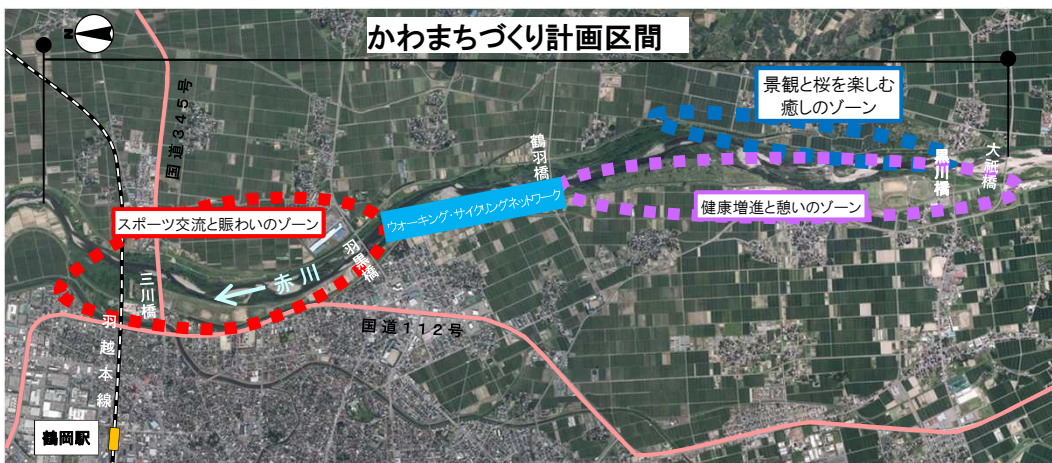 かわまちづくり計画区間
N
国道345号
景観と桜を楽しむ
癒しのゾーン
鶴羽橋
黒川橋
大祇橋
ウォーキング・サイクリングネットワーク
健康増進と憩いのゾーン
スポーツ交流と賑わいのゾーン
羽黒橋
赤川
三川橋
国道112号
羽越本線
鶴岡駅